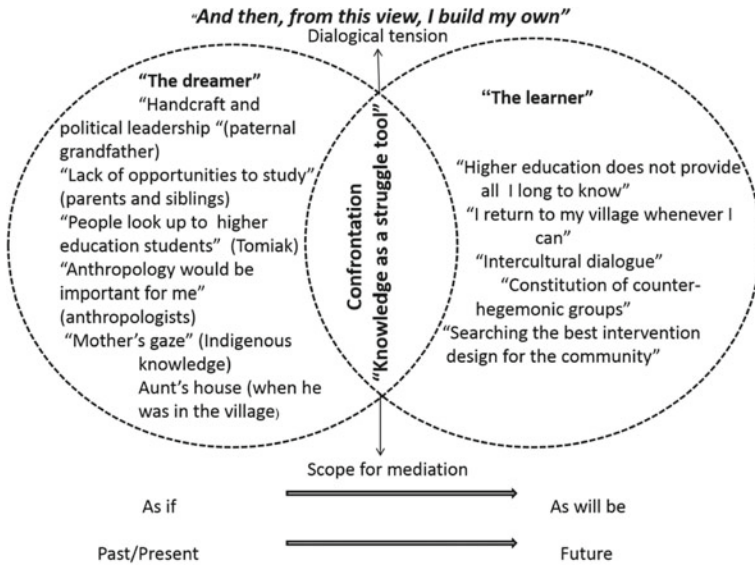 “And then, from this view, I build my own”
Dialogical tension
“The dreamer”
“Handcraft and
political leadership “(paternal
grandfather)
“Lack of opportunities to study”
(parents and siblings)
“People look up to higher
education students” (Tomiak)
“Anthropology would be
important for me”
(anthropologists)
“Mother’s gaze” (Indigenous
knowledge)
Aunt’s house (when he
was in the village)
Confrontation
“Knowledge as a struggle tool”
“The learner”
“Higher education does not provide
all I long to know”
“I return to my village whenever I
can”
“Intercultural dialogue”
“Constitution of counter-
hegemonic groups”
“Searching the best intervention
design for the community”
Scope for mediation
As if
As will be
Past/Present
Future